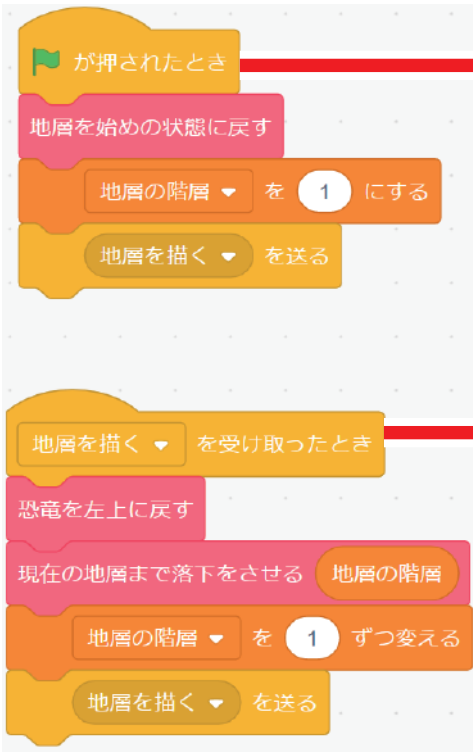 が押されたとき
地層を始めの状態に戻す
地層の階層 を 1 にする
地層を描く を送る
地層を描く を受け取ったとき
恐竜を左上に戻す
現在の地層まで落下をさせる 地層の階層
地層の階層 を 1 ずつ変える
地層を描く を送る